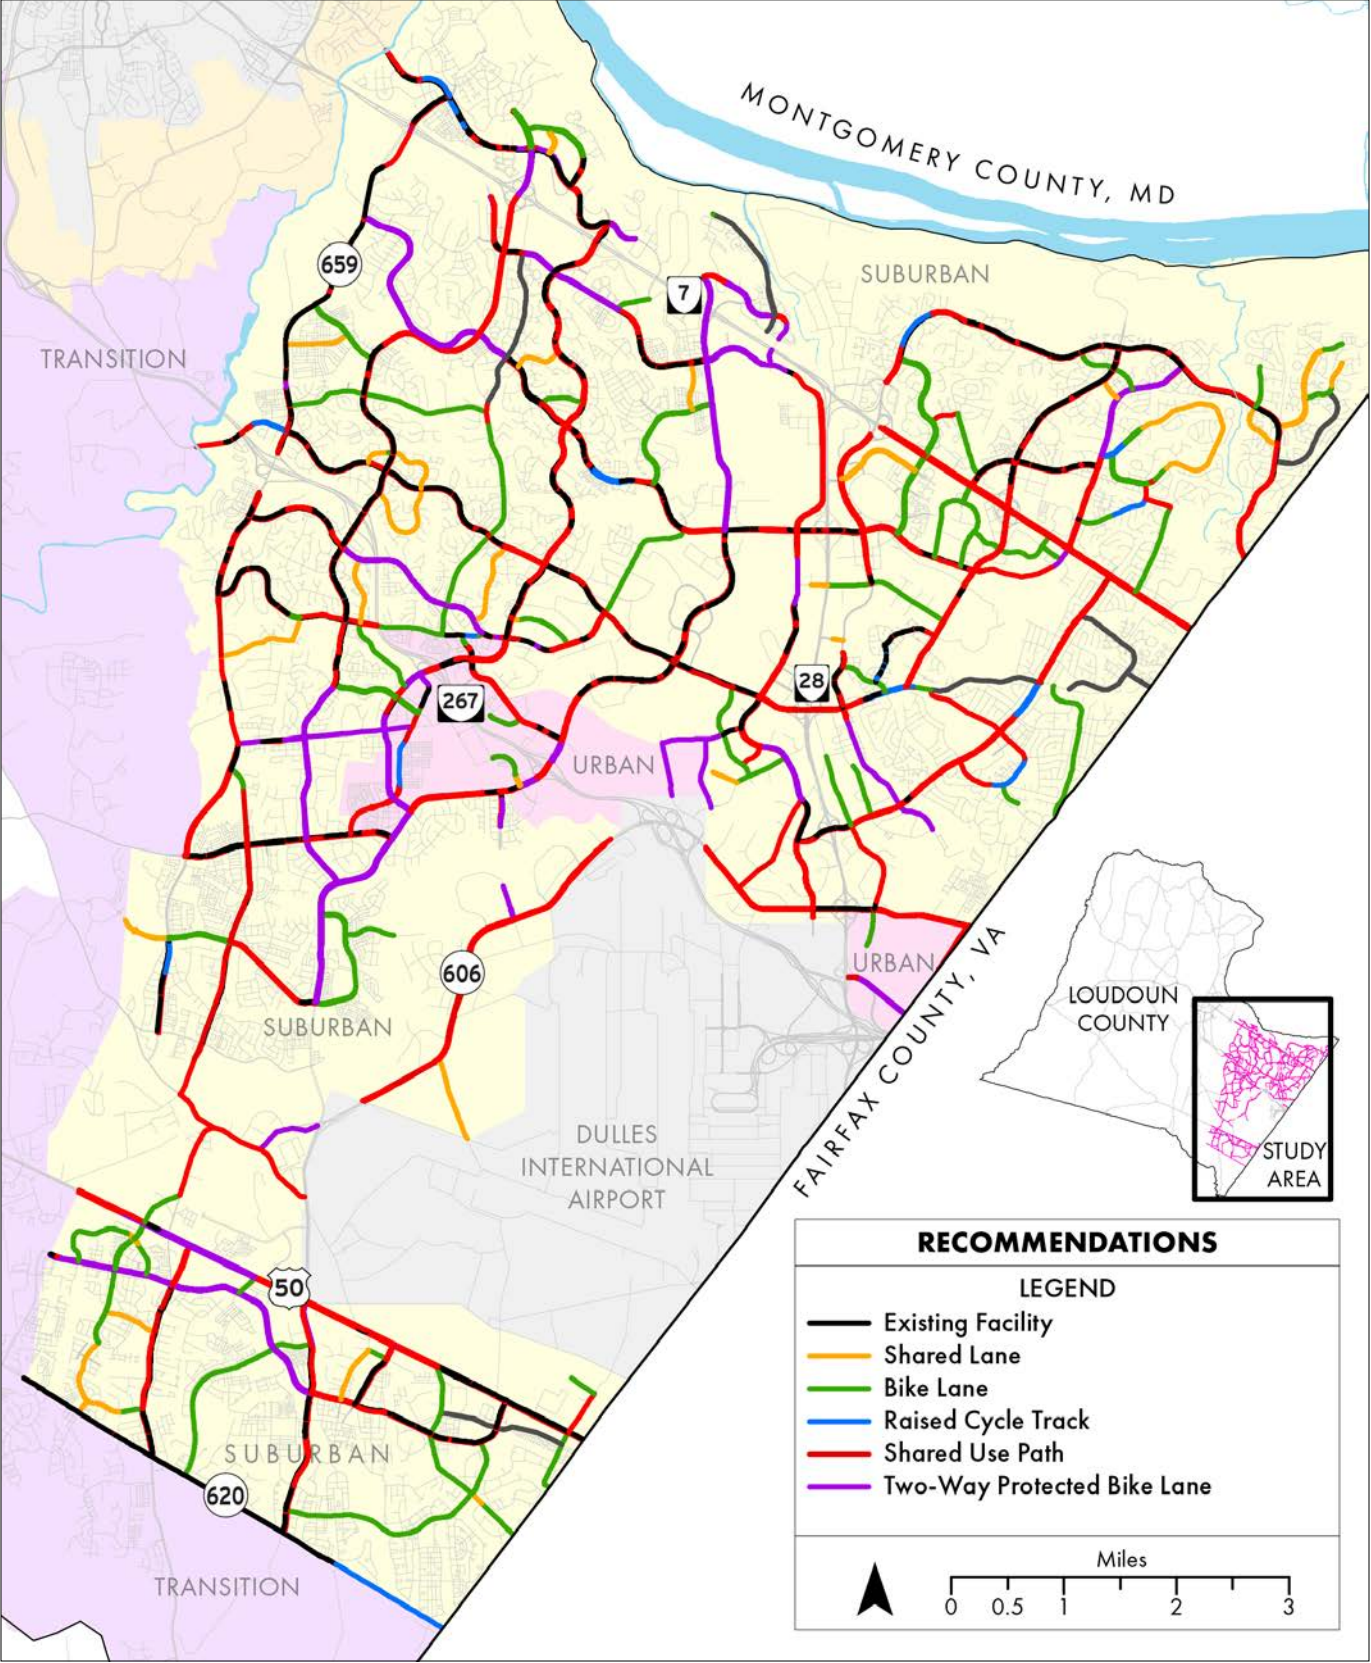 MONTGOMERY COUNTY, MD
659
7
SUBURBAN
TRANSITION
28
267
URBAN
606
URBAN
SUBURBAN
FAIRFAX COUNTY, VA
LOUDOUN
COUNTY
STUDY
AREA
DULLES
INTERNATIONAL
AIRPORT
50
SUBURBAN
620
TRANSITION
RECOMMENDATIONS
LEGEND
Existing Facility
Shared Lane
Bike Lane
Raised Cycle Track
Shared Use Path
Two-Way Protected Bike Lane
Miles
0 0.5 1 2 3